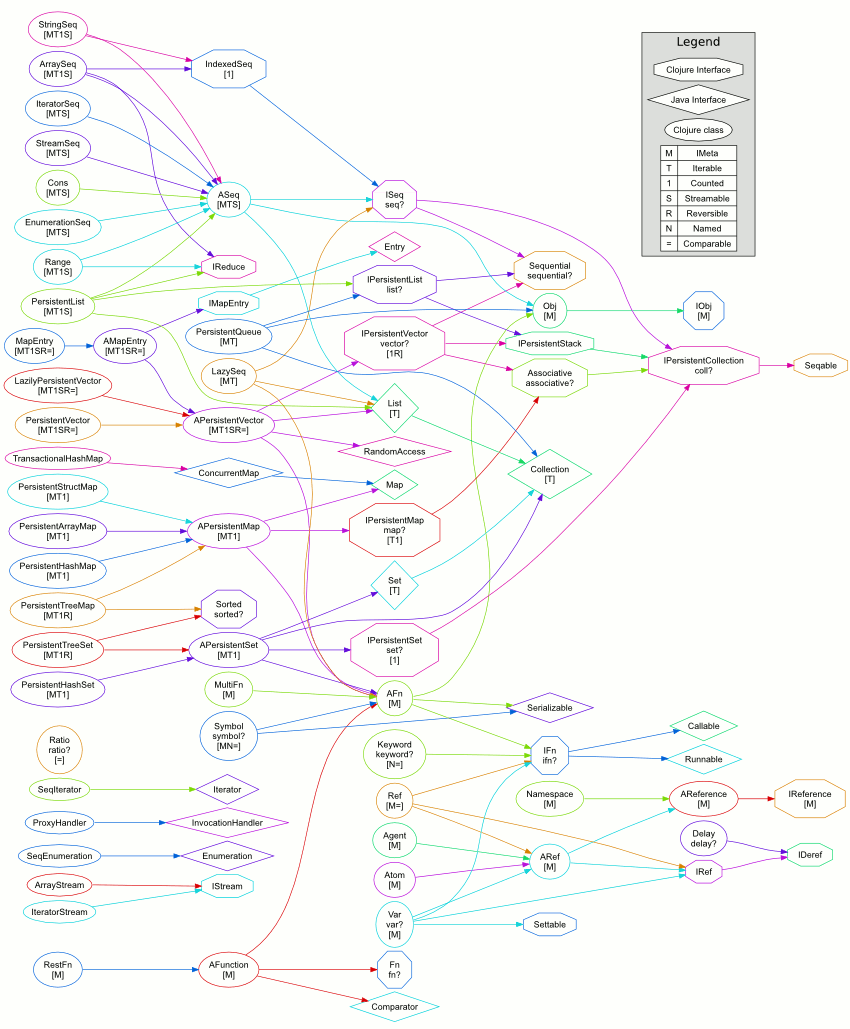 StringSeq
[MT1S]
ArraySeq
[MT1S]
IteratorSeq
[MTS]
StreamSeq
[MTS]
Cons
[MTS]
EnumerationSeq
[MTS]
Range
[MT1S]
PersistentList
[MT1S]
MapEntry
[MT1SR=]
LazilyPersistentVector
[MT1SR=]
PersistentVector
[MT1SR=]
TransactionalHashMap
PersistentStructMap
[MT1]
PersistentArrayMap
[MT1]
PersistentHashMap
[MT1]
PersistentTreeMap
[MT1R]
PersistentTreeSet
[MT1R]
PersistentHashSet
[MT1]
Ratio
ratio?
[=]
SeqIterator
ProxyHandler
SeqEnumeration
ArrayStream
IteratorStream
RestFn
[M]
AMapEntry
[MT1SR=]
IndexedSeq
[1]
ASeq
[MTS]
IReduce
IMapEntry
PersistentQueue
[MT]
LazySeq
[MT]
APersistentVector
[MT1SR=]
ConcurrentMap
APersistentMap
[MT1]
Sorted
sorted?
APersistentSet
[MT1]
MultiFn
[M]
Symbol
symbol?
[MN=]
Iterator
InvocationHandler
Enumeration
IStream
AFunction
[M]
ISeq
seq?
Entry
IPersistentList
list?
IPersistentVector
vector?
[1R]
List
[T]
RandomAccess
Map
IPersistentMap
map?
[T1]
Set
[T]
IPersistentSet
set?
[1]
AFn
[M]
Keyword
keyword?
[N=]
Ref
[M=]
Agent
[M]
Atom
[M]
Var
var?
[M]
Fn
fn?
Comparator
Sequential
sequential?
Obj
[M]
IPersistentStack
Associative
associative?
Collection
[T]
Serializable
IFn
ifn?
Namespace
[M]
ARef
[M]
Settable
IObj
[M]
IPersistentCollection
coll?
Callable
Runnable
AReference
[M]
Delay
delay?
IRef
Seqable
IReference
[M]
IDeref
Legend
Clojure Interface
Java Interface
Clojure class
M IMeta
T Iterable
1 Counted
S Streamable
R Reversible
N Named
= Comparable